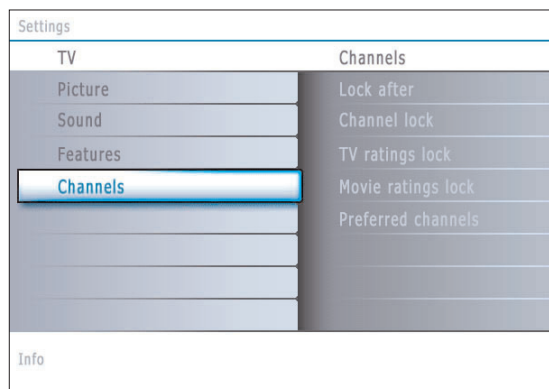 Settings
TV
Channels
Picture
Lock after
Sound
Channel lock
Features
TV ratings lock
Channels
Movie ratings lock
Preferred channels
Info